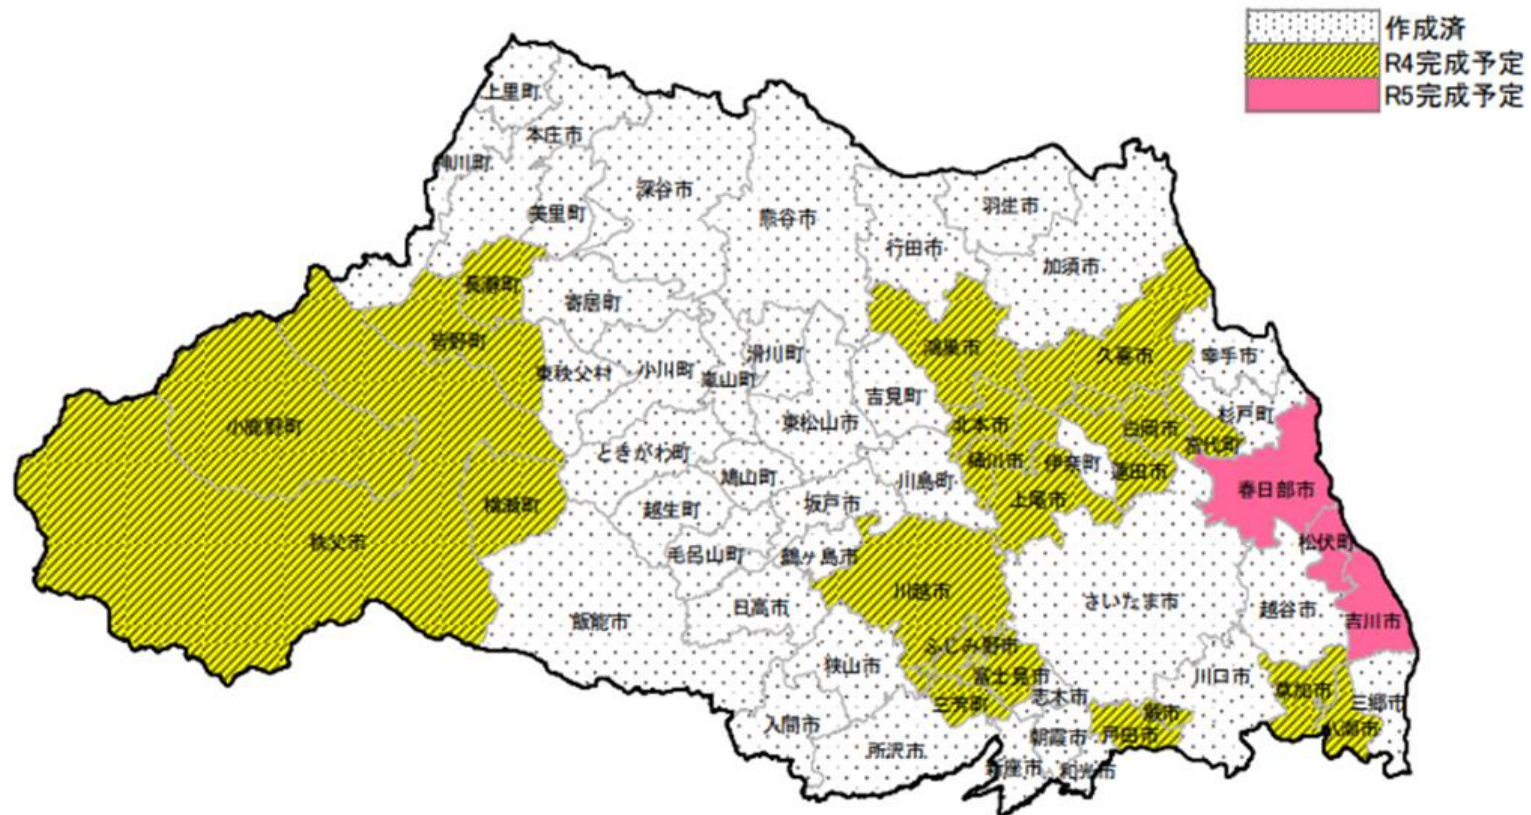 作成済
R4完成予定
R5完成予定
上里町
本庄市
神川町
深谷市
美里町
熊谷市
羽生市
行田市
加須市
長瀞町
寄居町
皆野町
鴻巣市
久喜市
幸手市
滑川町
東秩父村
小川町
嵐山町
吉見町
杉戸町
小鹿野町
東松山市
北本市
白岡市
宮代町
ときがわ町
桶川市
伊奈町
蓮田市
鳩山町
川島町
春日部市
横瀬町
越生町
坂戸市
上尾市
秩父市
松伏町
毛呂山町
鶴ヶ島市
川越市
さいたま市
日高市
越谷市
飯能市
吉川市
ふじみ野市
狭山市
富士見市
川口市
志木市
草加市
三芳町
三郷市
蕨市
入間市
八潮市
戸田市
朝霞市
所沢市
新座市
和光市